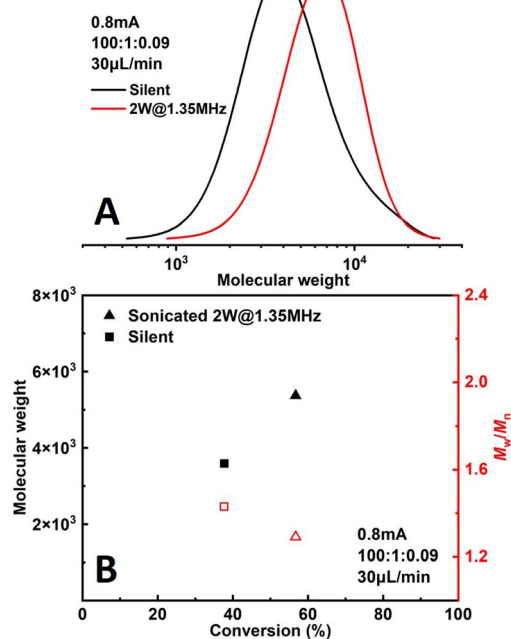 0.8mA
100:1:0.09
30µL/min
Silent
2W@1.35MHz
A
10³ 10⁴
Molecular weight
8×10³ 2.4
Sonicated 2W@1.35MHz
Silent
6×10³ 2.0
Molecular weight
4×10³ 1.6
Mw/Mn
2×10³ 1.2
0.8mA
100:1:0.09
30µL/min
B
0 20 40 60 80 100
Conversion (%)